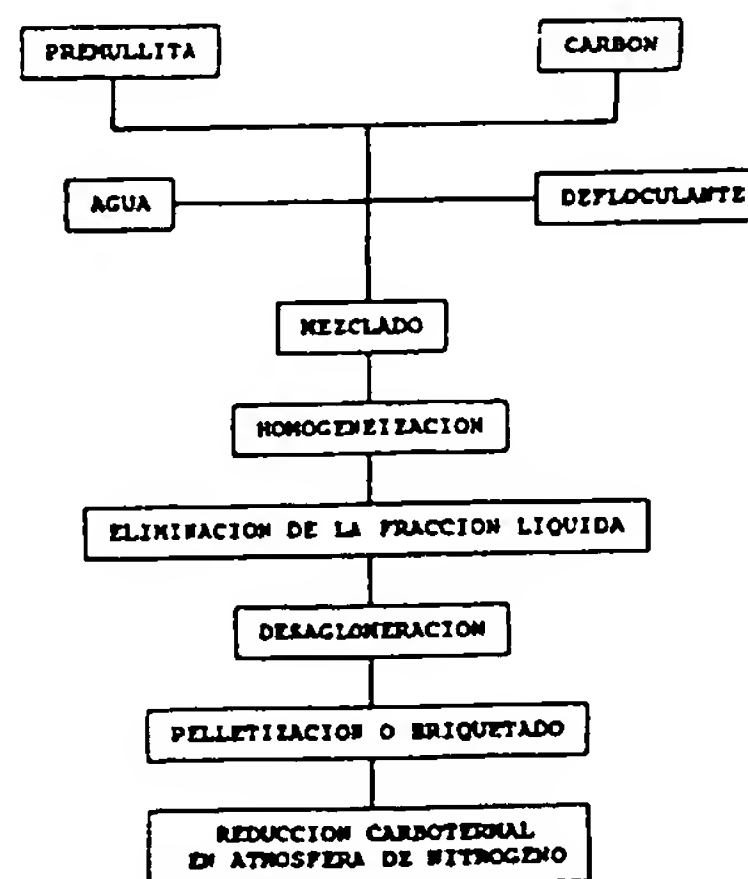 PREMULLITA
CARBON
AGUA
DEFLOCULANTE
MEZCLADO
HOMOGENEIZACION
ELIMINACION DE LA FRACCION LIQUIDA
DESAGLOMERACION
PELLETIZACION O BRIQUETADO
REDUCCION CARBOTERMAL
EN ATMOSFERA DE NITROGENO